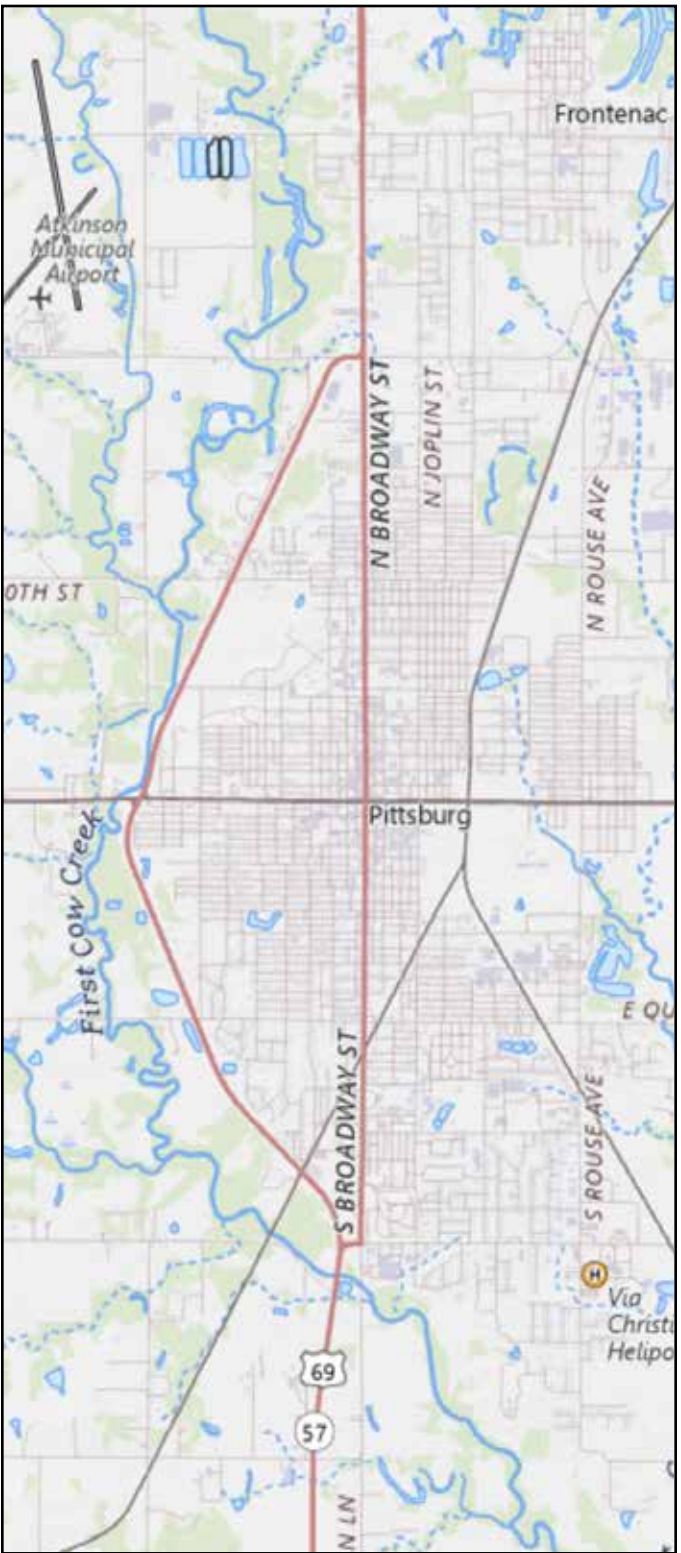 Frontenac
Atkinson
Municipal
Airport
N BROADWAY ST
N JOPLIN ST
N ROUSE AVE
0TH ST
Pittsburg
First Cow Creek
E QU
S BROADWAY ST
S ROUSE AVE
H
Via
Christi
Helipo
69
57
N LN